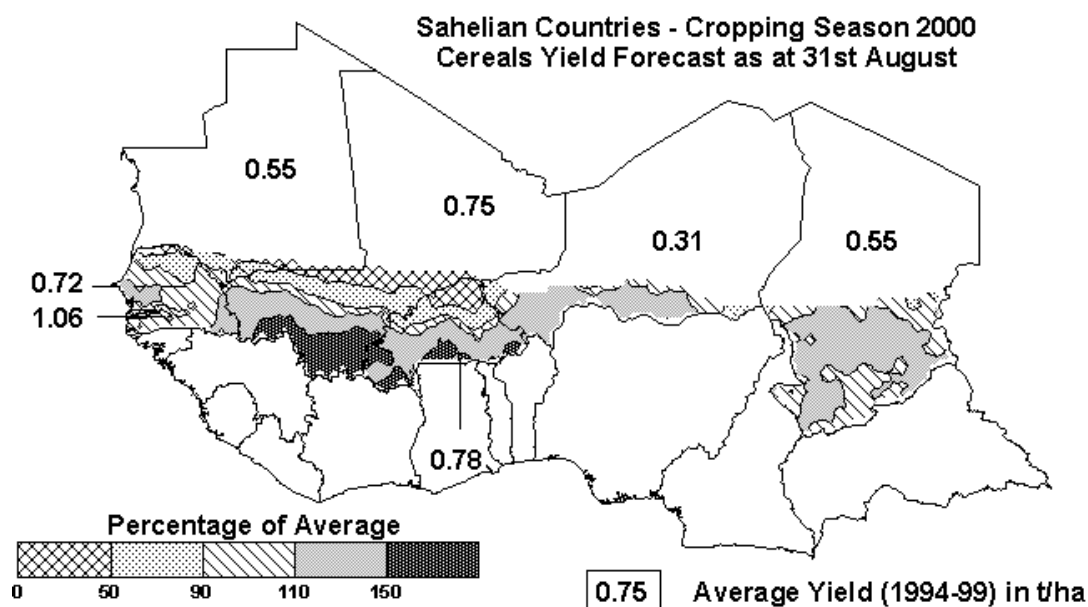 Sahelian Countries - Cropping Season 2000
Cereals Yield Forecast as at 31st August
0.55
0.75
0.31
0.55
0.72
1.06
0.78
Percentage of Average
0 50 90 110 150
0.75 Average Yield (1994-99) in t/ha